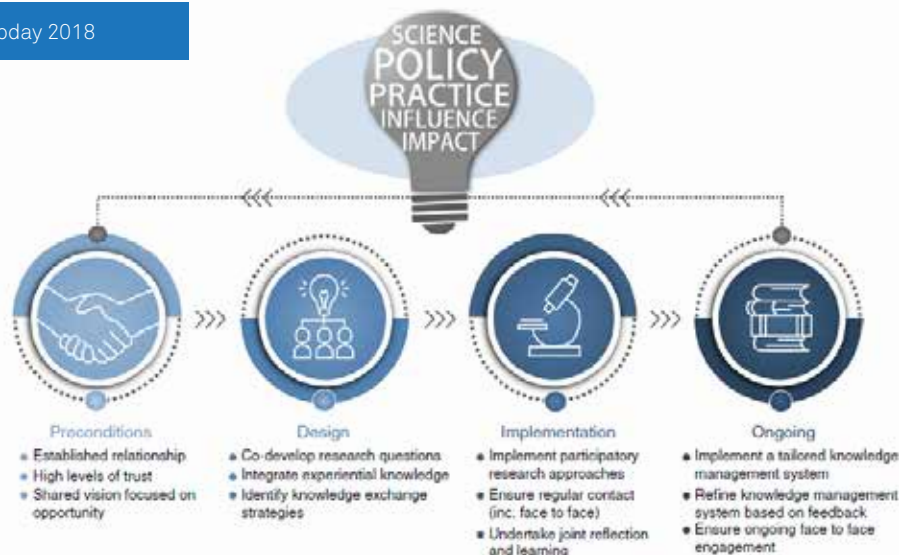 oday 2018
SCIENCE
POLICY
PRACTICE
INFLUENCE
IMPACT
Preconditions
• Established relationship
• High levels of trust
• Shared vision focused on
opportunity
Design
• Co-develop research questions
• Integrate experiential knowledge
• Identify knowledge exchange
strategies
Implementation
• Implement participatory
research approaches
• Ensure regular contact
(inc. face to face)
• Undertake joint reflection
and learning
Ongoing
• Implement a tailored knowledge
management system
• Refine knowledge management
system based on feedback
• Ensure ongoing face to face
engagement